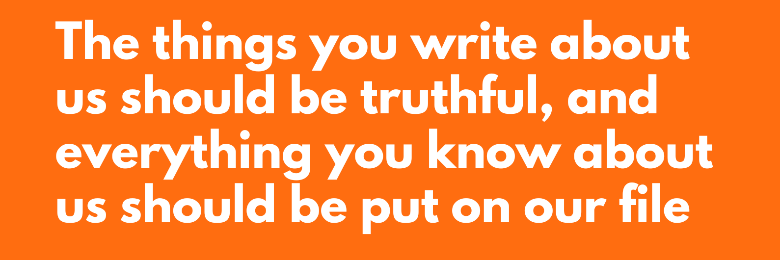 The things you write about
us should be truthful, and
everything you know about
us should be put on our file